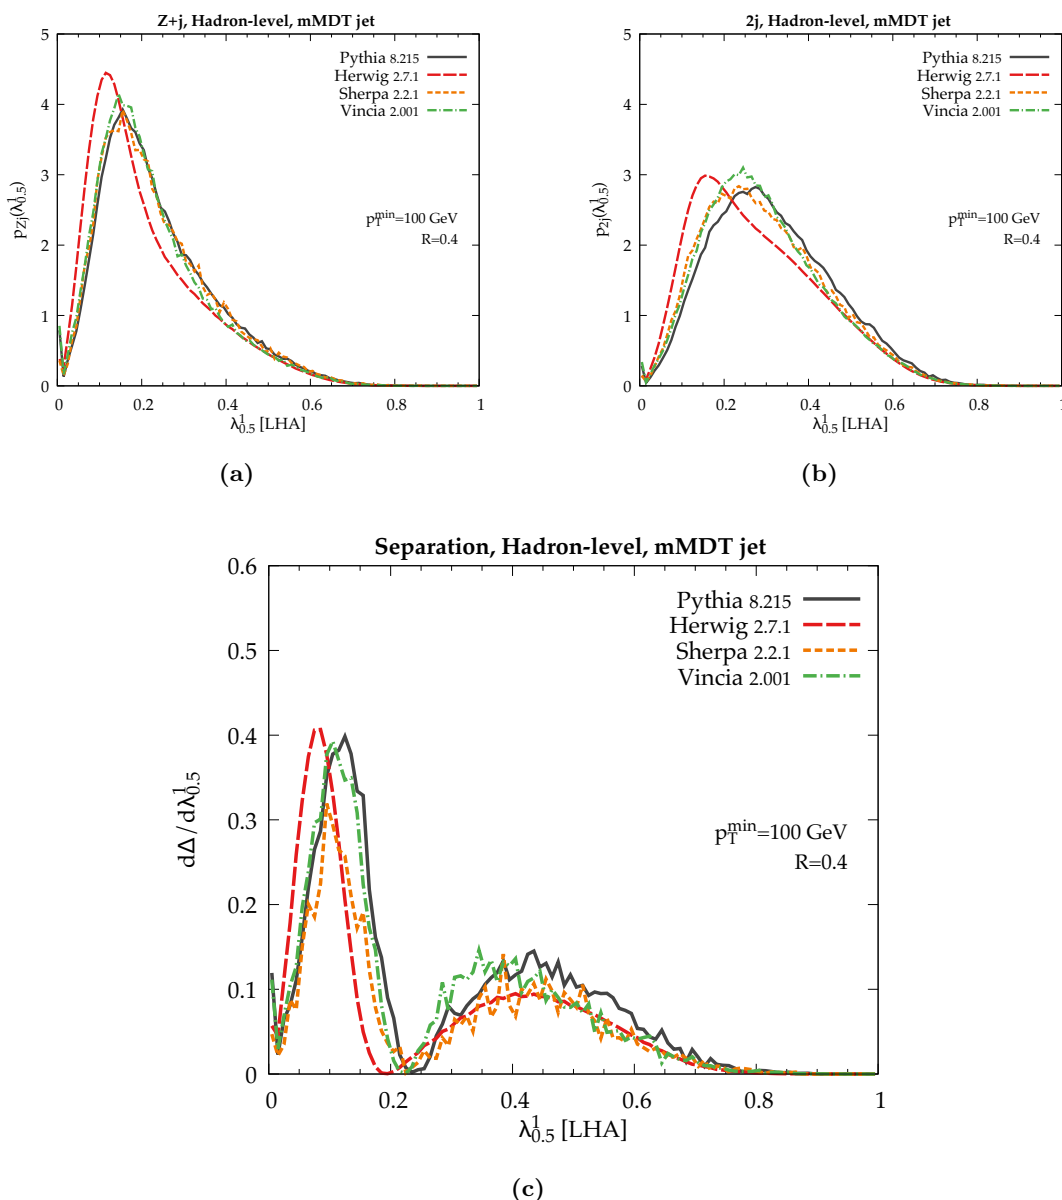 Z+j, Hadron-level, mMDT jet
5
4
3
2
1
0
p_Zj(λ^1_0.5)
Pythia 8.215
Herwig 2.7.1
Sherpa 2.2.1
Vincia 2.001
p_T^min=100 GeV
R=0.4
0 0.2 0.4 0.6 0.8 1
λ^1_0.5 [LHA]
(a)
2j, Hadron-level, mMDT jet
5
4
3
2
1
0
p_2j(λ^1_0.5)
Pythia 8.215
Herwig 2.7.1
Sherpa 2.2.1
Vincia 2.001
p_T^min=100 GeV
R=0.4
0 0.2 0.4 0.6 0.8 1
λ^1_0.5 [LHA]
(b)
Separation, Hadron-level, mMDT jet
0.6
0.5
0.4
0.3
0.2
0.1
0
dΔ/dλ^1_0.5
Pythia 8.215
Herwig 2.7.1
Sherpa 2.2.1
Vincia 2.001
p_T^min=100 GeV
R=0.4
0 0.2 0.4 0.6 0.8 1
λ^1_0.5 [LHA]
(c)